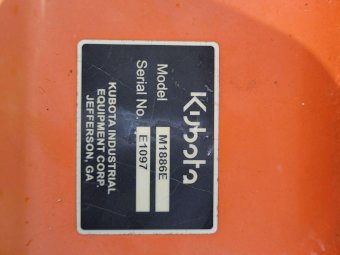 Kubota
Model M1886E
Serial No. E1097
KUBOTA INDUSTRIAL
EQUIPMENT CORP.
JEFFERSON, GA